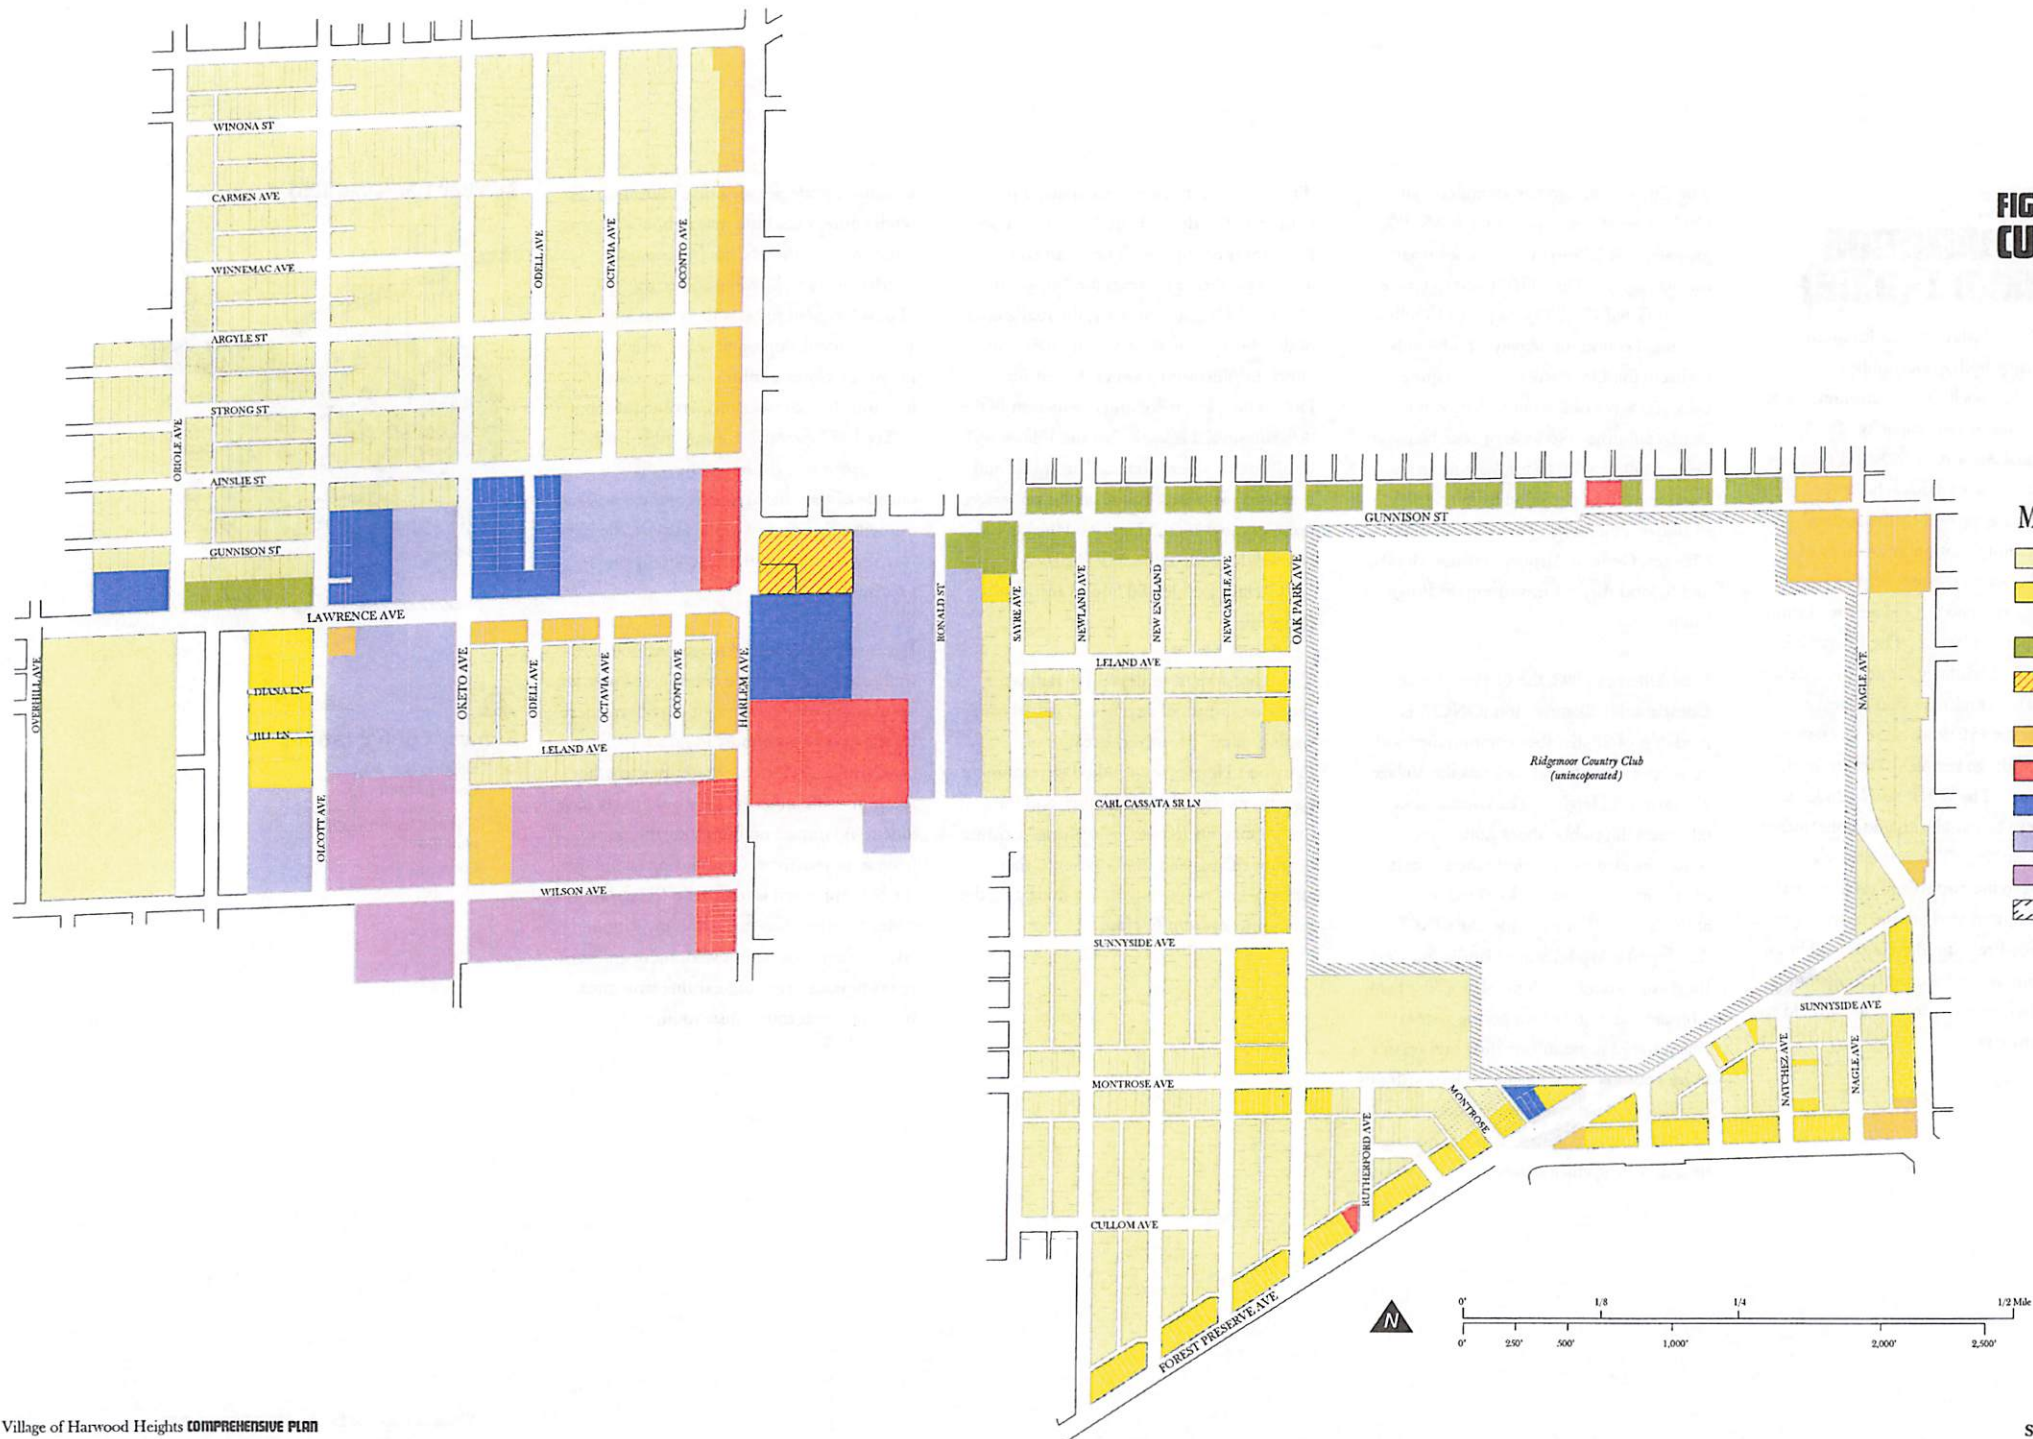 WINONA ST
CARMEN AVE
WINNEMAC AVE
ODELL AVE
OCTAVIA AVE
OCONTO AVE
ARGYLE ST
STRONG ST
ORIOLE AVE
AINSLIE ST
GUNNISON ST
LAWRENCE AVE
OVERHILL AVE
DIANA LN
JILL LN
OLCOTT AVE
OKETO AVE
ODELL AVE
OCTAVIA AVE
OCONTO AVE
HARLEM AVE
LELAND AVE
WILSON AVE
RONALD ST
SAYRE AVE
NEWLAND AVE
NEW ENGLAND
NEWCASTLE AVE
OAK PARK AVE
GUNNISON ST
LELAND AVE
CARL CASSATA SR LN
SUNNYSIDE AVE
MONTROSE AVE
CULLOM AVE
RUTHERFORD AVE
MONTROSE
FOREST PRESERVE AVE
Ridgemoor Country Club
(unincoporated)
NAGLE AVE
SUNNYSIDE AVE
NATCHEZ AVE
NAGLE AVE
FIG
CU
M
N
0' 1/8 1/4 1/2 Mile
0' 250' 500' 1,000' 2,000' 2,500'
Village of Harwood Heights COMPREHENSIVE PLAN
S